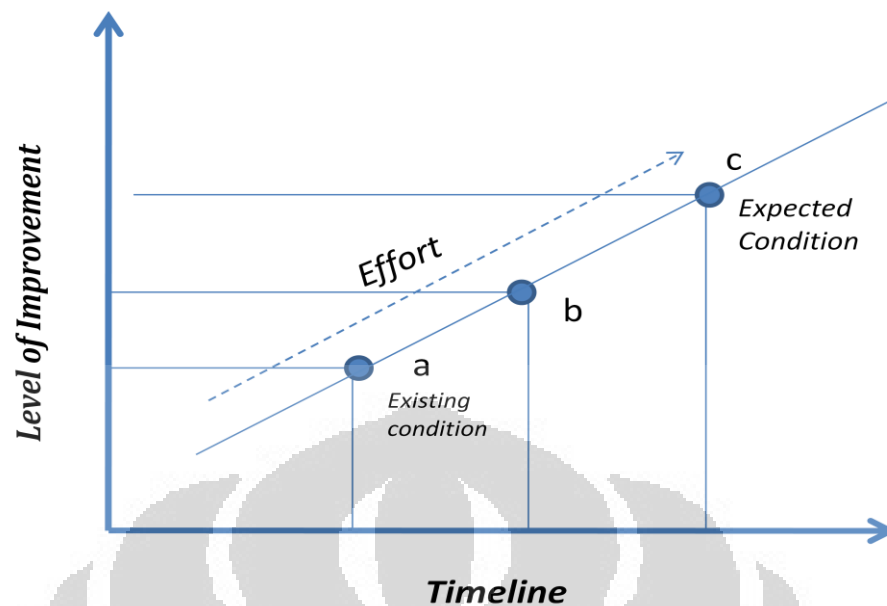 c
Expected
Condition
Effort
b
a
Existing
condition
Level of Improvement
Timeline